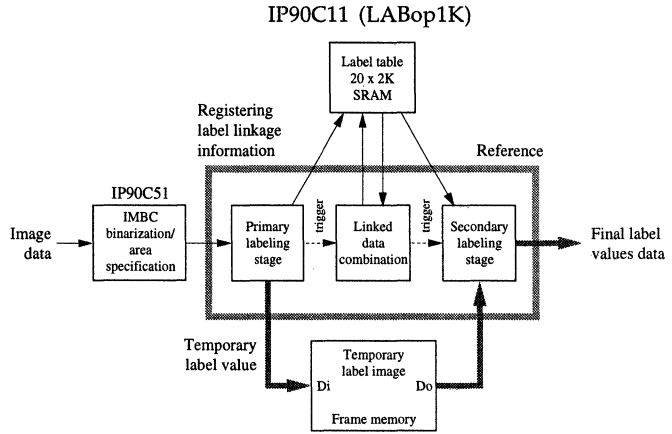 IP90C11 (LABop1K)
Label table
20 x 2K
SRAM
Registering
label linkage
information
Reference
IP90C51
Image
data
IMBC
binarization/
area
specification
Primary
labeling
stage
trigger
Linked
data
combination
trigger
Secondary
labeling
stage
Final label
values data
Temporary
label value
Temporary
label image
Di
Do
Frame memory